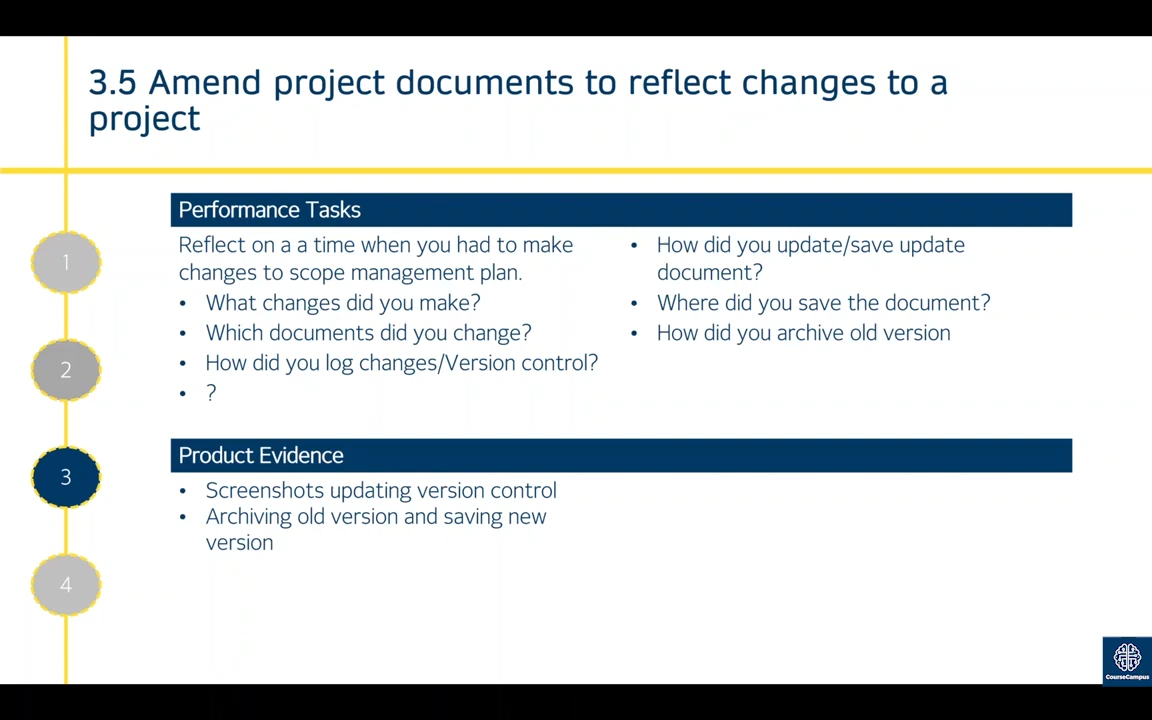 3.5 Amend project documents to reflect changes to a
project
Performance Tasks
Reflect on a a time when you had to make
changes to scope management plan.
• What changes did you make?
• Which documents did you change?
• How did you log changes/Version control?
• ?
• How did you update/save update
document?
• Where did you save the document?
• How did you archive old version
Product Evidence
• Screenshots updating version control
• Archiving old version and saving new
version
1
2
3
4
CourseCampus